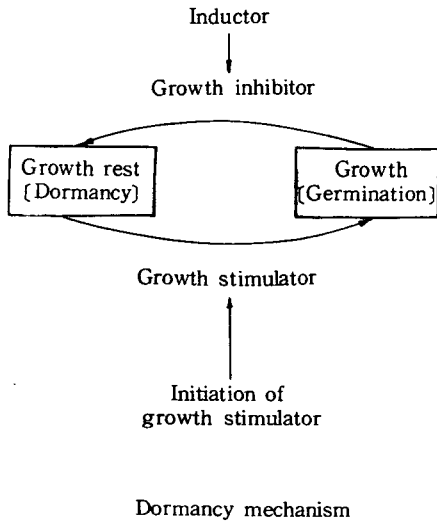 Inductor
Growth inhibitor
Growth rest
{Dormancy}
Growth
{Germination}
Growth stimulator
Initiation of
growth stimulator
Dormancy mechanism